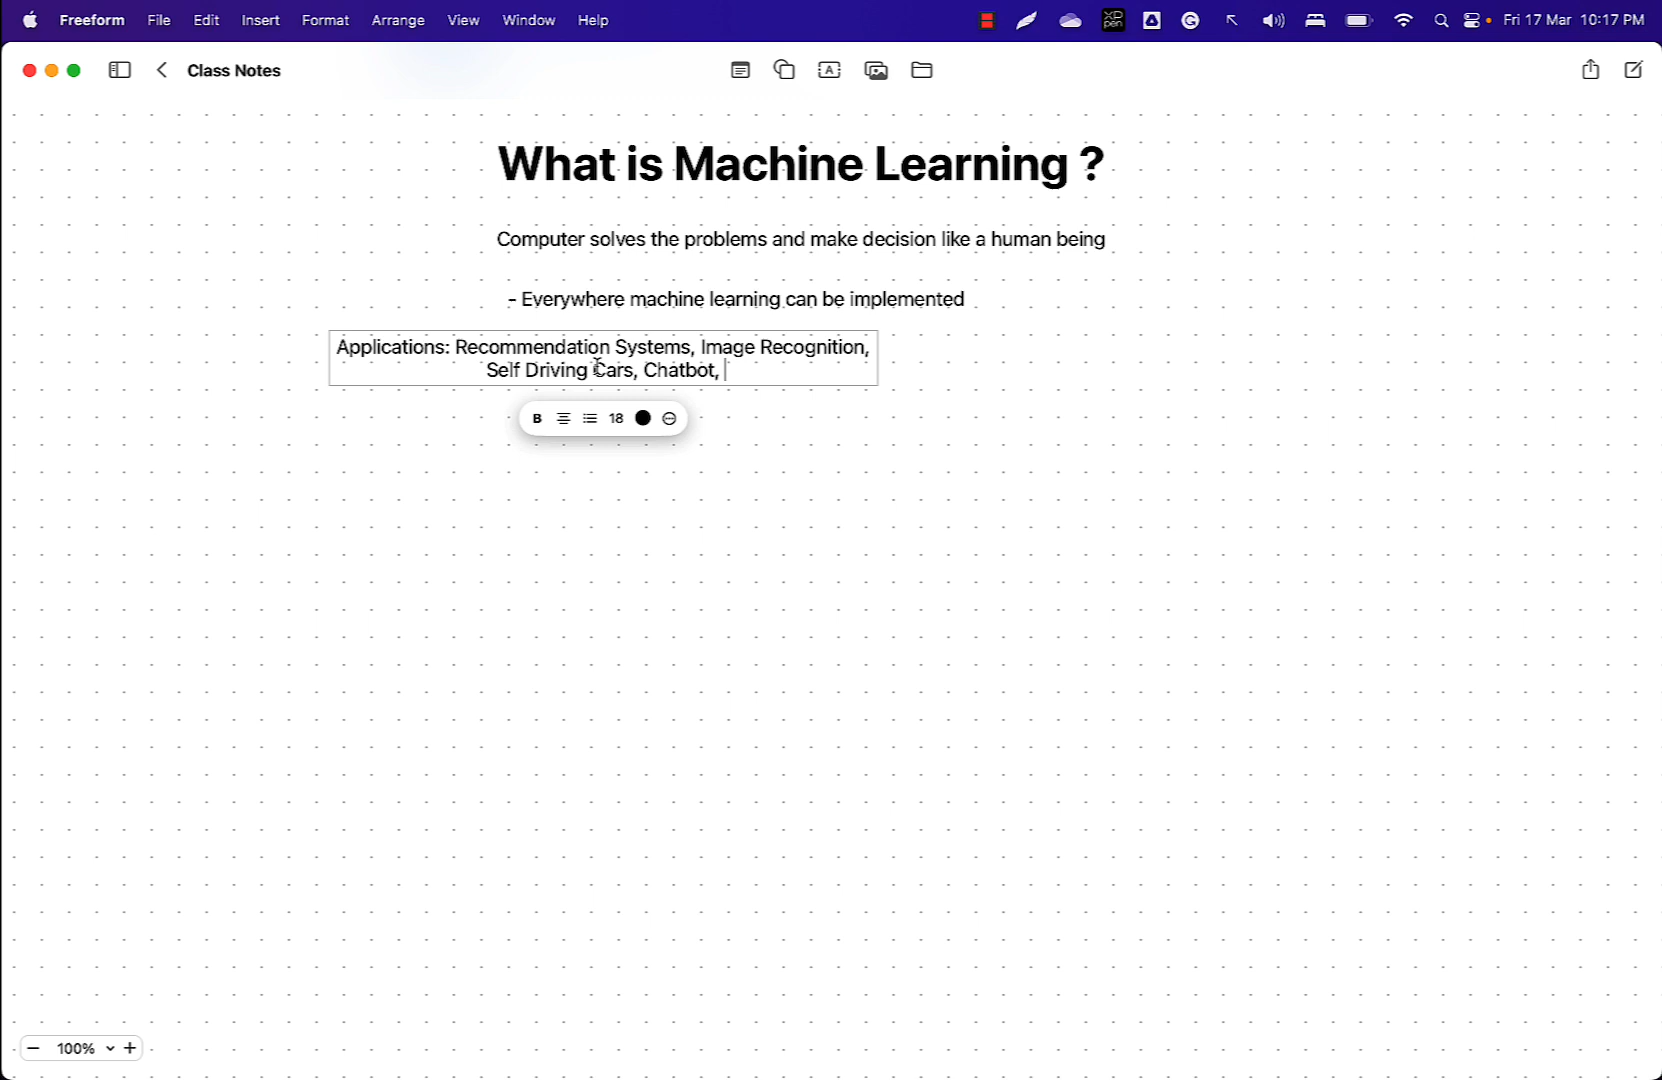 Freeform File Edit Insert Format Arrange View Window Help XP pen Fri 17 Mar 10:17 PM
Class Notes
What is Machine Learning ?
Computer solves the problems and make decision like a human being
- Everywhere machine learning can be implemented
Applications: Recommendation Systems, Image Recognition,
Self Driving Cars, Chatbot,
B 18
100%